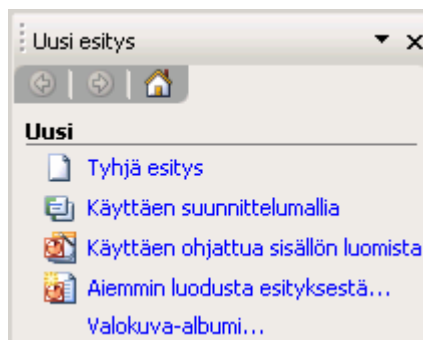 Uusi esitys
Uusi
Tyhjä esitys
Käyttäen suunnittelumallia
Käyttäen ohjattua sisällön luomista
Aiemmin luodusta esityksestä...
Valokuva-albumi...